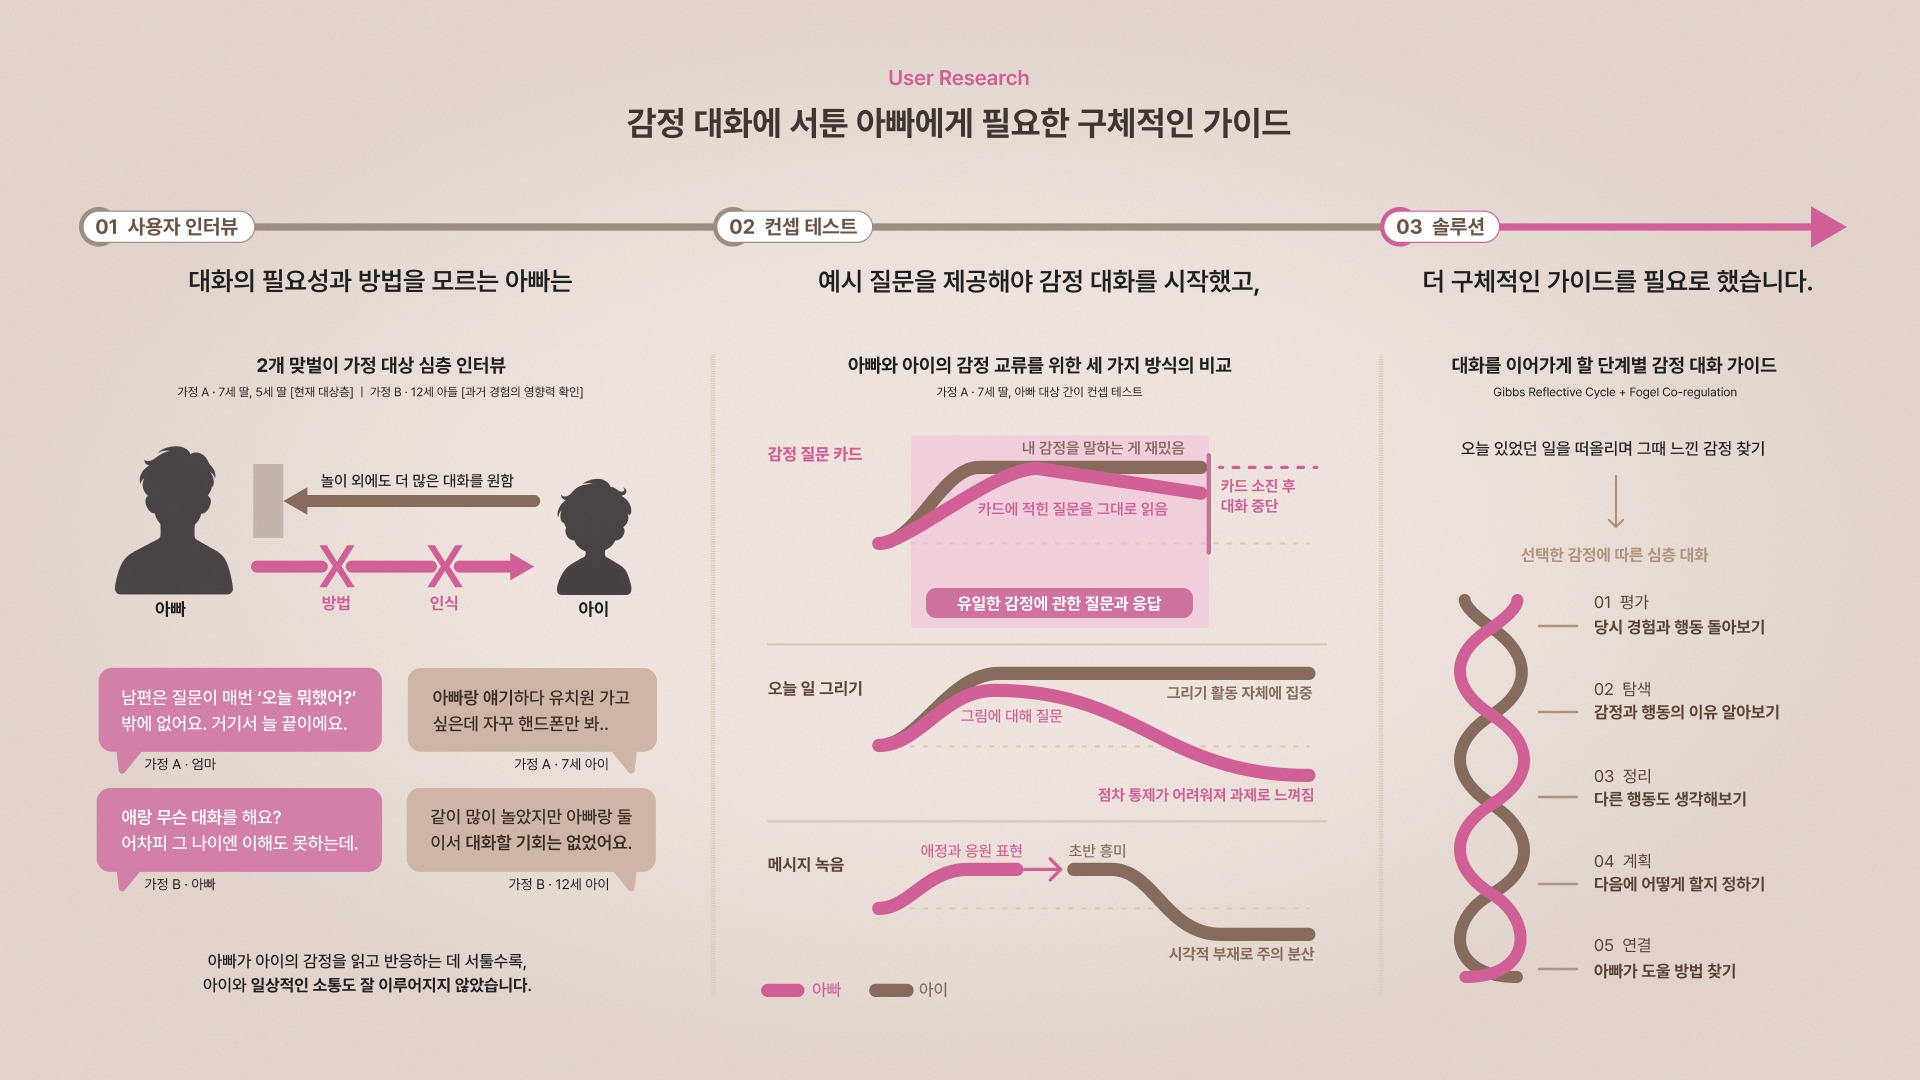 User Research
감정 대화에 서툰 아빠에게 필요한 구체적인 가이드
01 사용자 인터뷰
02 컨셉 테스트
03 솔루션
대화의 필요성과 방법을 모르는 아빠는
2개 맞벌이 가정 대상 심층 인터뷰
가정 A · 7세 딸, 5세 딸 [현재 대상층] | 가정 B · 12세 아들 [과거 경험의 영향력 확인]
놀이 외에도 더 많은 대화를 원함
X
X
방법
인식
아빠
아이
남편은 질문이 매번 ‘오늘 뭐했어?’
밖에 없어요. 거기서 늘 끝이에요.
가정 A · 엄마
아빠랑 얘기하다 유치원 가고
싶은데 자꾸 핸드폰만 봐..
가정 A · 7세 아이
애랑 무슨 대화를 해요?
어차피 그 나이엔 이해도 못하는데.
가정 B · 아빠
같이 많이 놀았지만 아빠랑 둘
이서 대화할 기회는 없었어요.
가정 B · 12세 아이
아빠가 아이의 감정을 읽고 반응하는 데 서툴수록,
아이와 일상적인 소통도 잘 이루어지지 않았습니다.
예시 질문을 제공해야 감정 대화를 시작했고,
아빠와 아이의 감정 교류를 위한 세 가지 방식의 비교
가정 A · 7세 딸, 아빠 대상 간이 컨셉 테스트
감정 질문 카드
내 감정을 말하는 게 재밌음
카드에 적힌 질문을 그대로 읽음
카드 소진 후
대화 중단
유일한 감정에 관한 질문과 응답
오늘 일 그리기
그리기 활동 자체에 집중
그림에 대해 질문
점차 통제가 어려워져 과제로 느껴짐
메시지 녹음
애정과 응원 표현
초반 흥미
시각적 부재로 주의 분산
아빠
아이
더 구체적인 가이드를 필요로 했습니다.
대화를 이어가게 할 단계별 감정 대화 가이드
Gibbs Reflective Cycle + Fogel Co-regulation
오늘 있었던 일을 떠올리며 그때 느낀 감정 찾기
선택한 감정에 따른 심층 대화
01 평가
당시 경험과 행동 돌아보기
02 탐색
감정과 행동의 이유 알아보기
03 정리
다른 행동도 생각해보기
04 계획
다음에 어떻게 할지 정하기
05 연결
아빠가 도울 방법 찾기